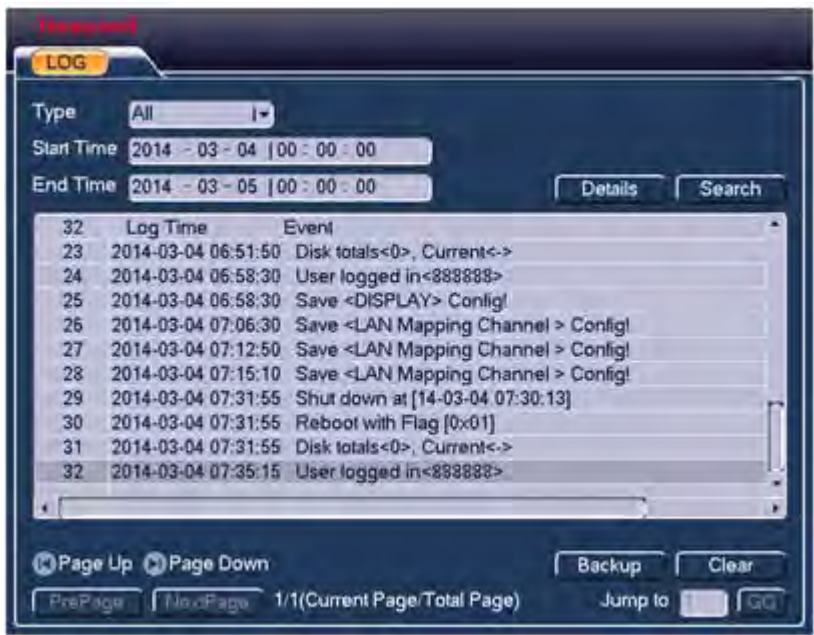 Honeywell
LOG
Type All
Start Time 2014 - 03 - 04 | 00 : 00 : 00
End Time 2014 - 03 - 05 | 00 : 00 : 00
Details Search
32 Log Time Event
23 2014-03-04 06:51:50 Disk totals<0>, Current<->
24 2014-03-04 06:58:30 User logged in<888888>
25 2014-03-04 06:58:30 Save <DISPLAY> Config!
26 2014-03-04 07:06:30 Save <LAN Mapping Channel > Config!
27 2014-03-04 07:12:50 Save <LAN Mapping Channel > Config!
28 2014-03-04 07:15:10 Save <LAN Mapping Channel > Config!
29 2014-03-04 07:31:55 Shut down at [14-03-04 07:30:13]
30 2014-03-04 07:31:55 Reboot with Flag [0x01]
31 2014-03-04 07:31:55 Disk totals<0>, Current<->
32 2014-03-04 07:35:15 User logged in<888888>
Page Up Page Down
Backup Clear
PrePage NextPage 1/1(Current Page/Total Page) Jump to GO